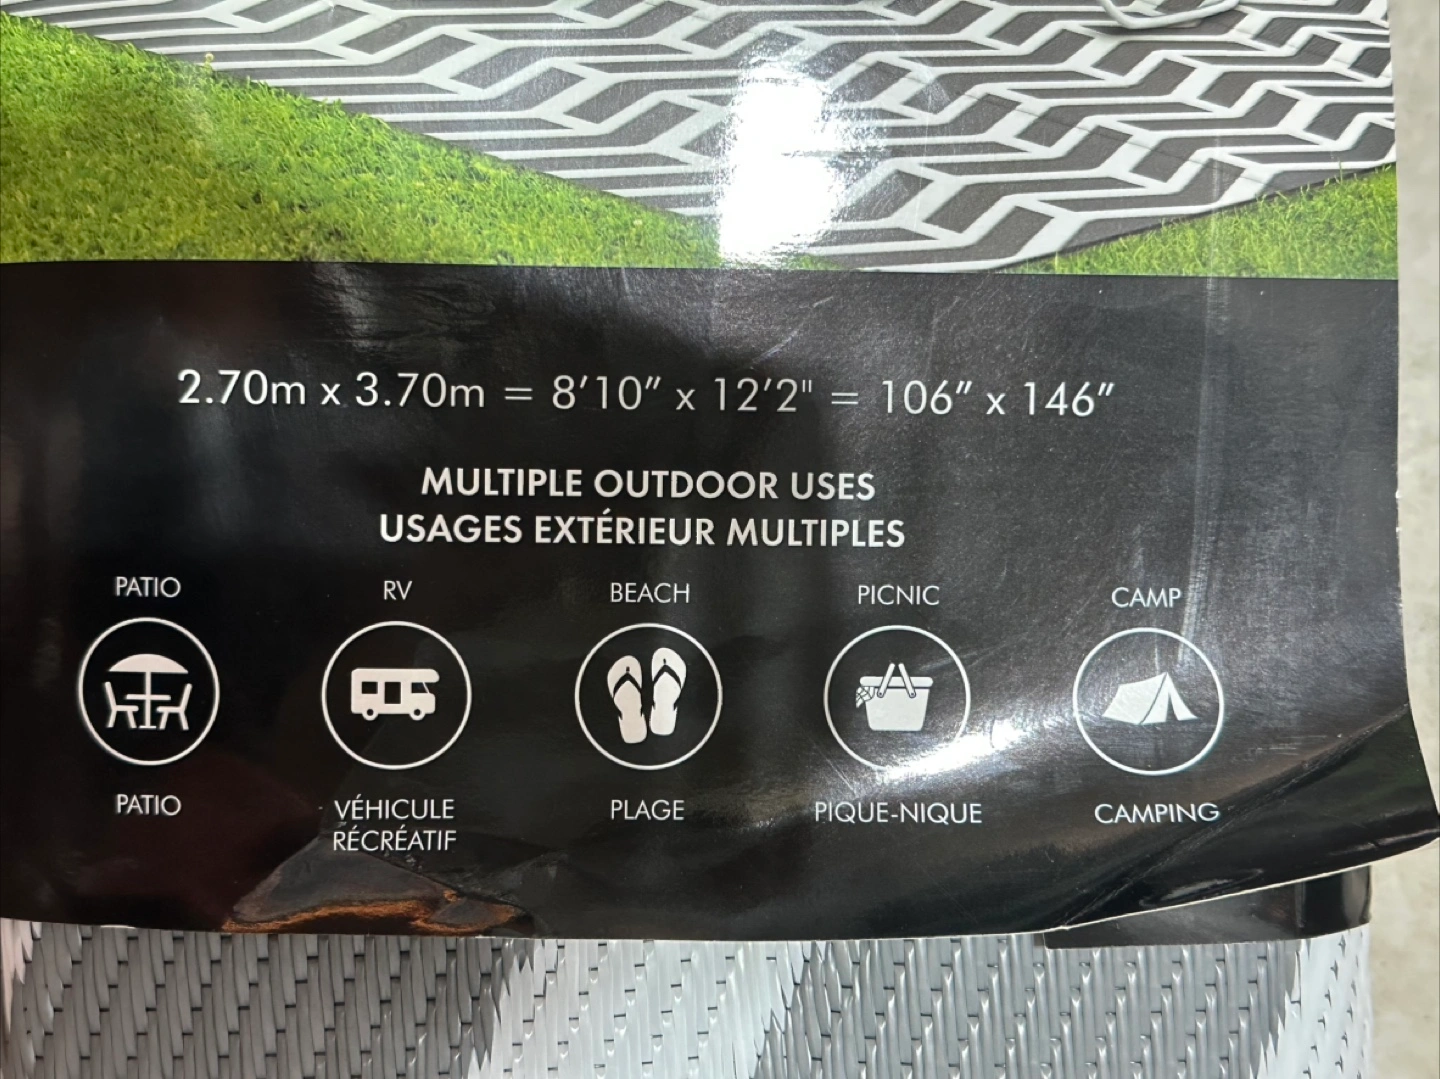 2.70m x 3.70m = 8'10" x 12'2" = 106" x 146"
MULTIPLE OUTDOOR USES
USAGES EXTÉRIEUR MULTIPLES
PATIO RV BEACH PICNIC CAMP
PATIO VÉHICULE PLAGE PIQUE-NIQUE CAMPING
RÉCRÉATIF